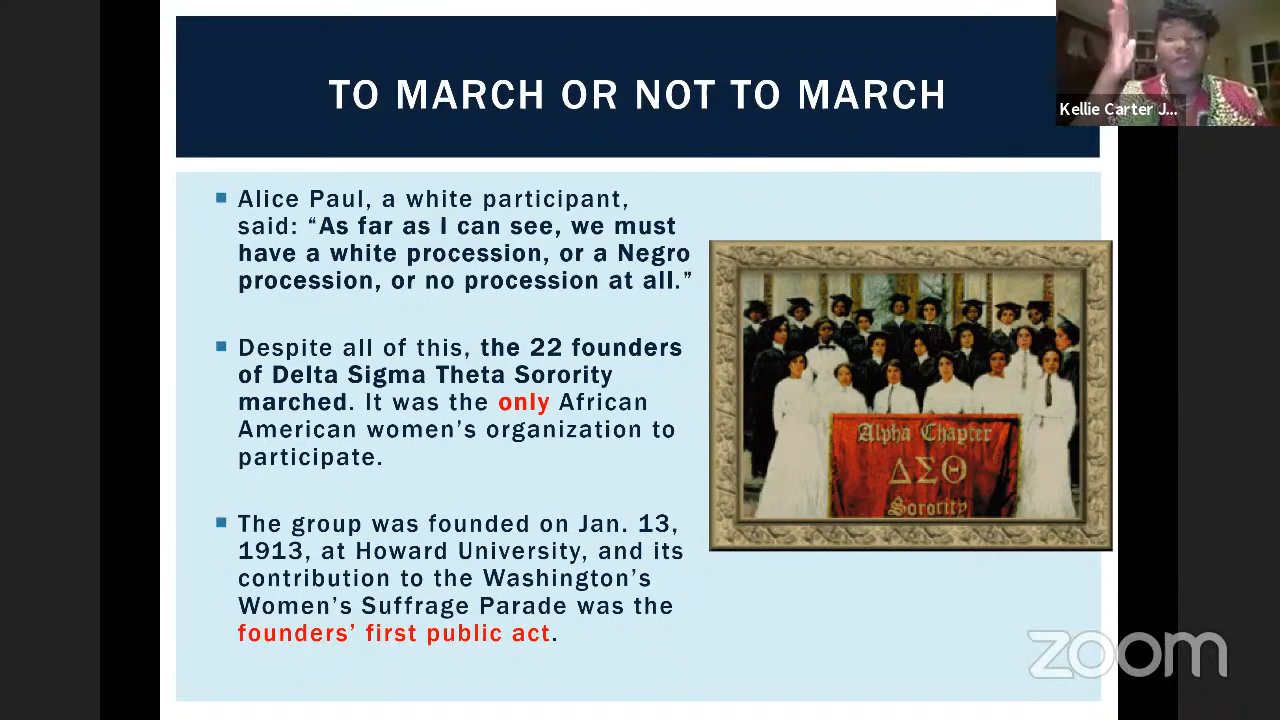 TO MARCH OR NOT TO MARCH
Kellie Carter J...
Alice Paul, a white participant,
said: “As far as I can see, we must
have a white procession, or a Negro
procession, or no procession at all.”
Despite all of this, the 22 founders
of Delta Sigma Theta Sorority
marched. It was the only African
American women’s organization to
participate.
The group was founded on Jan. 13,
1913, at Howard University, and its
contribution to the Washington’s
Women’s Suffrage Parade was the
founders’ first public act.
Alpha Chapter
ΔΣΘ
Sorority
zoom